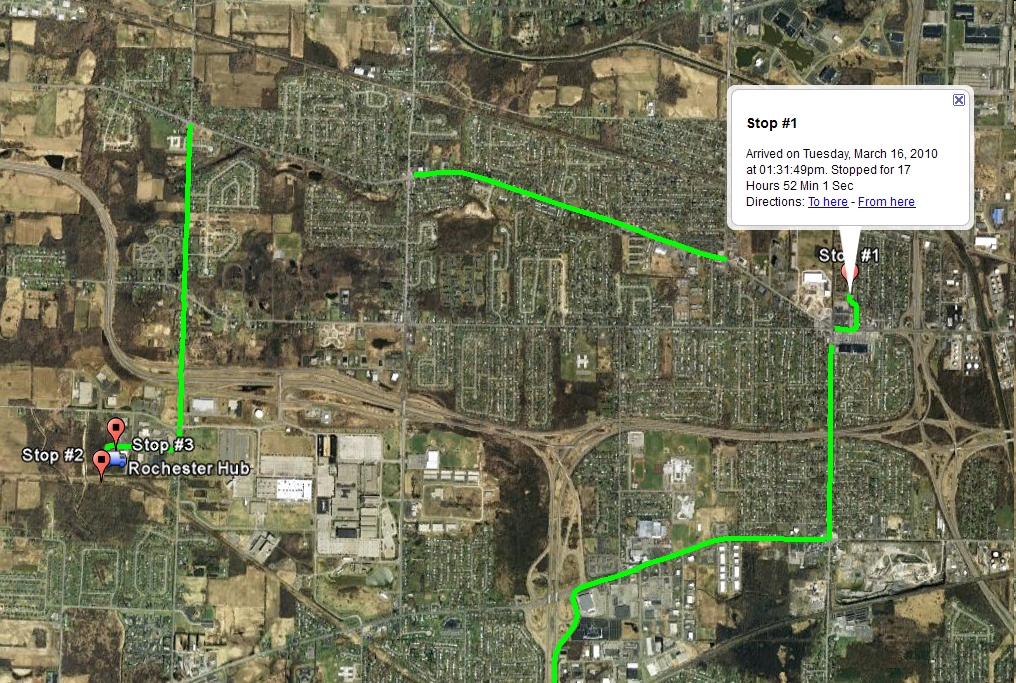 Stop #1
Arrived on Tuesday, March 16, 2010
at 01:31:49pm. Stopped for 17
Hours 52 Min 1 Sec
Directions: To here - From here
Stop #1
Stop #3
Stop #2
Rochester Hub